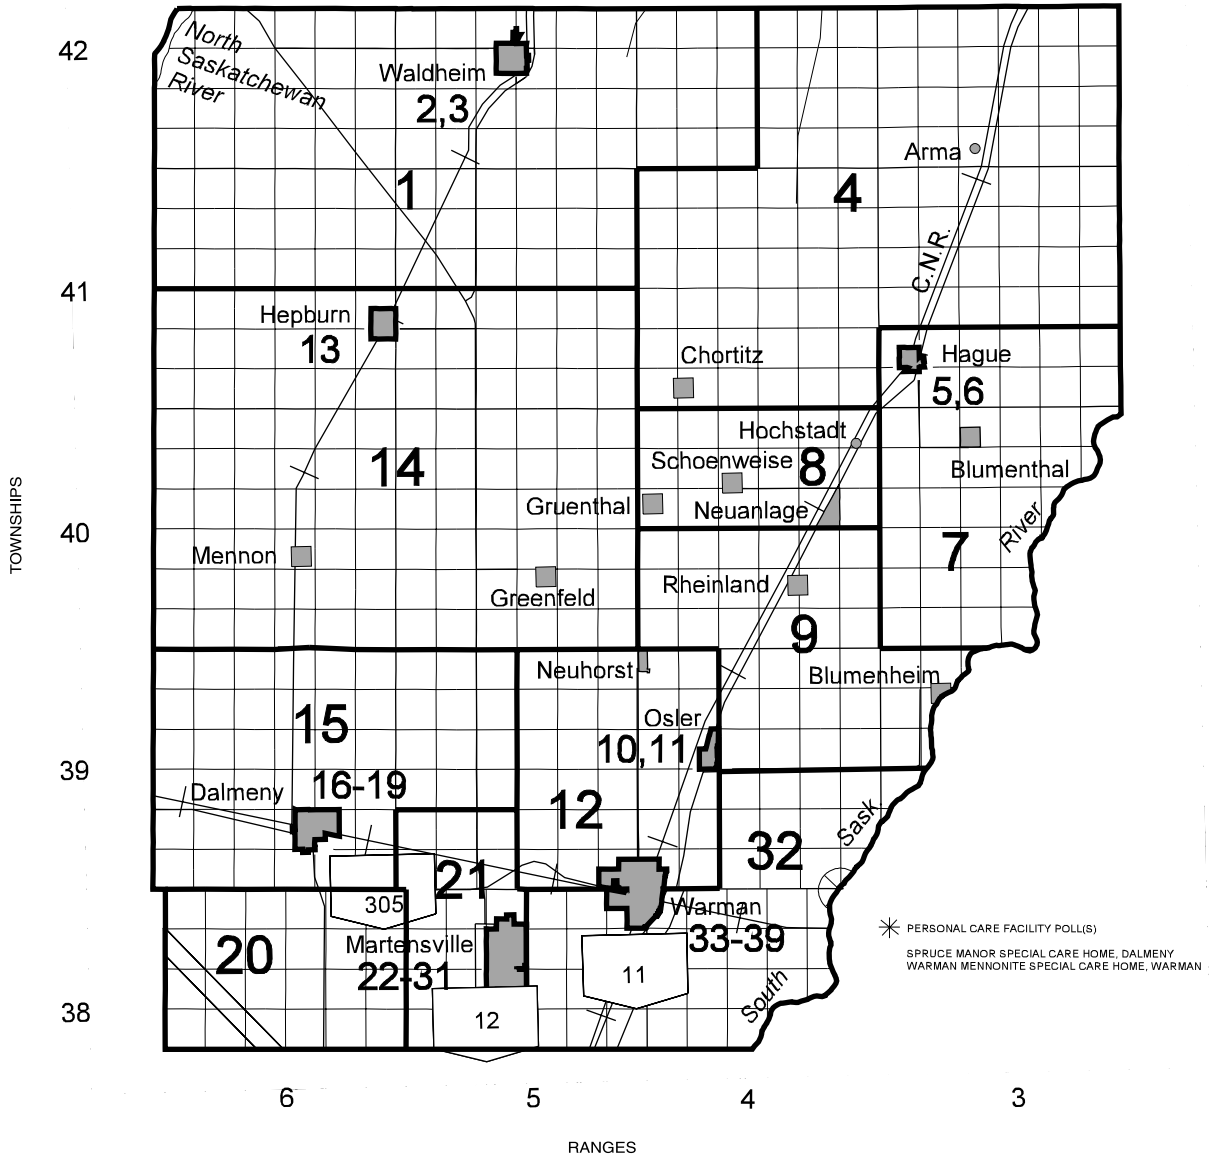 42
North
Saskatchewan
River
Waldheim
2,3
Arma
1
4
C.N.R.
41
Hepburn
13
Chortitz
Hague
5,6
Hochstadt
Schoenweise
8
14
Blumenthal
Gruenthal
Neuanlage
TOWNSHIPS
40
River
7
Mennon
Rheinland
Greenfeld
9
Neuhorst
Blumenheim
15
Osler
10,11
39
16-19
Dalmeny
12
Sask.
32
21
305
Warman
33-39
PERSONAL CARE FACILITY POLL(S)
SPRUCE MANOR SPECIAL CARE HOME, DALMENY
WARMAN MENNONITE SPECIAL CARE HOME, WARMAN
20
Martensville
22-31
11
South
38
12
6
5
4
3
RANGES